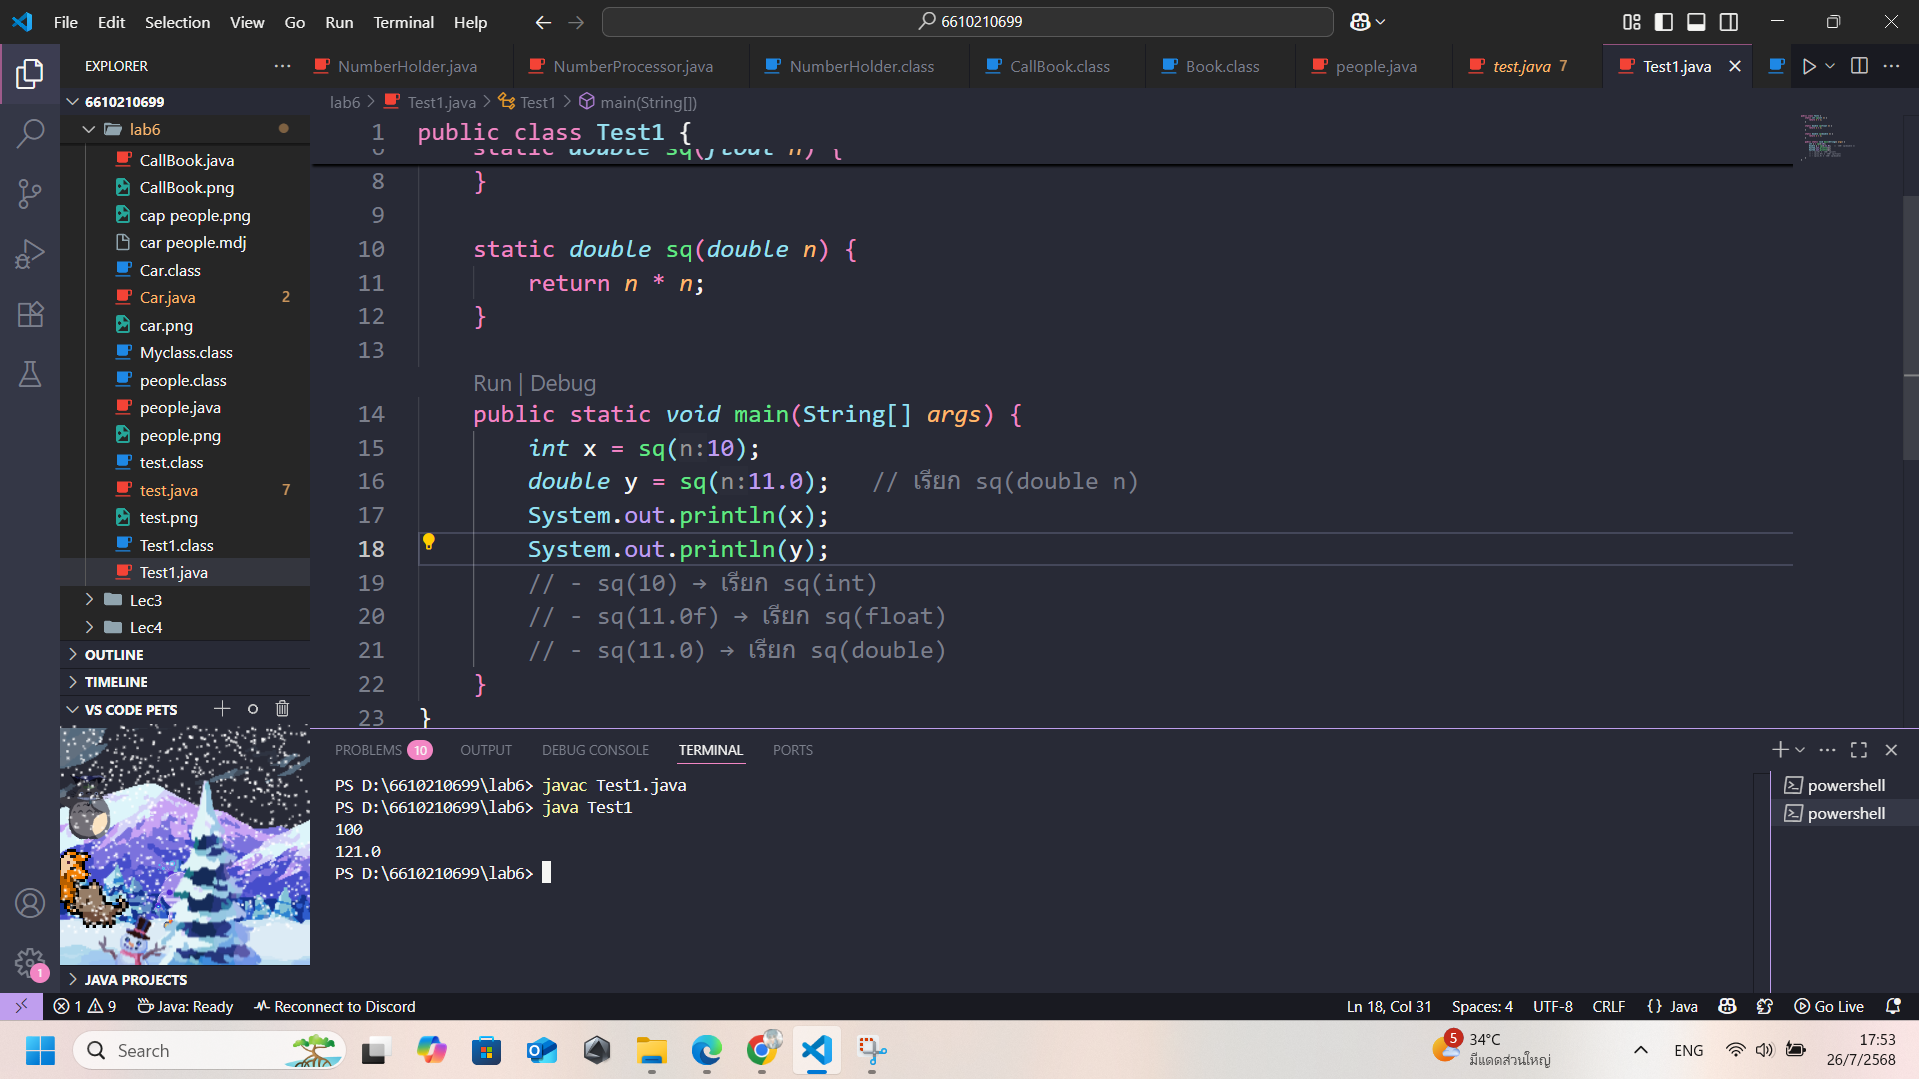 File Edit Selection View Go Run Terminal Help
6610210699
EXPLORER
NumberHolder.java
NumberProcessor.java
NumberHolder.class
CallBook.class
Book.class
people.java
test.java 7
Test1.java
6610210699
lab6
CallBook.java
CallBook.png
cap people.png
car people.mdj
Car.class
Car.java 2
car.png
Myclass.class
people.class
people.java
people.png
test.class
test.java 7
test.png
Test1.class
Test1.java
Lec3
Lec4
OUTLINE
TIMELINE
VS CODE PETS
JAVA PROJECTS
lab6 > Test1.java > Test1 > main(String[])
1 public class Test1 {
6 static double sq(float n) {
8 }
9
10 static double sq(double n) {
11 return n * n;
12 }
13
Run | Debug
14 public static void main(String[] args) {
15 int x = sq(n:10);
16 double y = sq(n:11.0); // เรียก sq(double n)
17 System.out.println(x);
18 System.out.println(y);
19 // - sq(10) → เรียก sq(int)
20 // - sq(11.0f) → เรียก sq(float)
21 // - sq(11.0) → เรียก sq(double)
22 }
23 }
PROBLEMS 10 OUTPUT DEBUG CONSOLE TERMINAL PORTS
PS D:\6610210699\lab6> javac Test1.java
PS D:\6610210699\lab6> java Test1
100
121.0
PS D:\6610210699\lab6>
powershell
powershell
1
1 9 Java: Ready Reconnect to Discord
Ln 18, Col 31 Spaces: 4 UTF-8 CRLF {} Java Go Live
Search
5
34°C
มีแดดส่วนใหญ่
ENG
17:53
26/7/2568